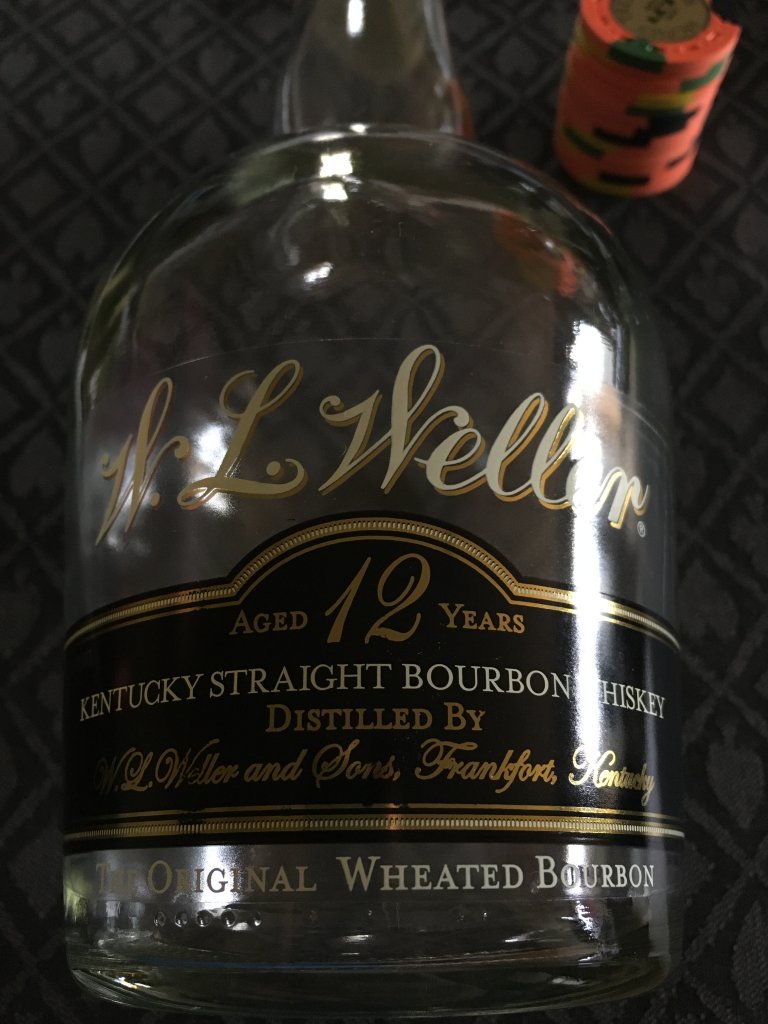 W. L. Weller®
AGED 12 YEARS
KENTUCKY STRAIGHT BOURBON WHISKEY
DISTILLED BY
W. L. Weller and Sons, Frankfort, Kentucky
THE ORIGINAL WHEATED BOURBON